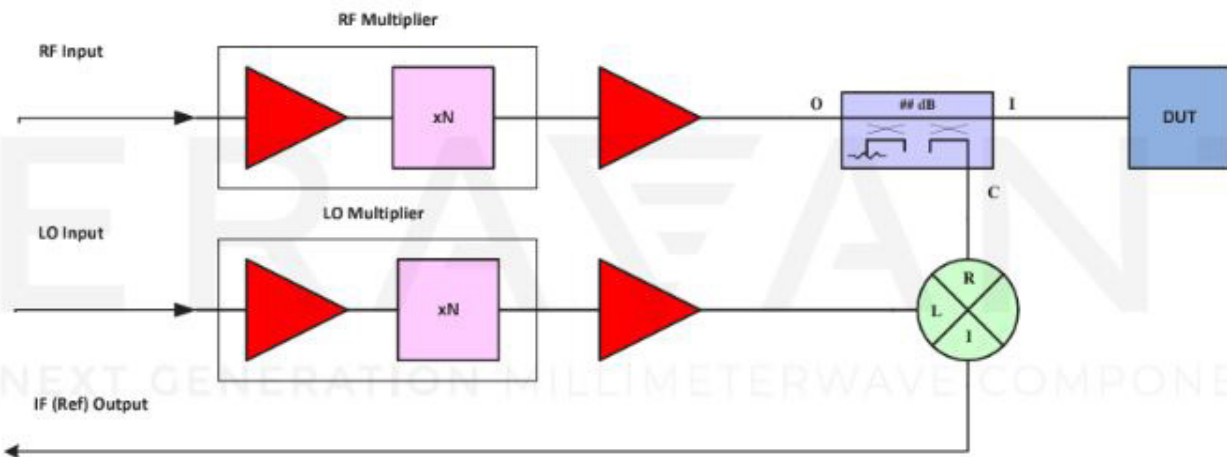 RF Multiplier
RF Input
xN
O
## dB
I
DUT
C
LO Multiplier
LO Input
xN
R
L
I
ERAVANT
NEXT GENERATION MILLIMETERWAVE COMPONE
IF (Ref) Output